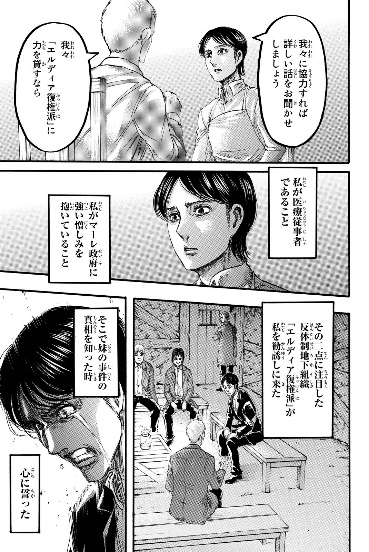 我々に協力すれば
詳しい話をお聞かせ
しましょう
我々
「エルディア復権派」に
力を貸すなら
私が医療従事者
であること
私がマーレ政府に
強い憎しみを
抱いていること
その二点に注目した
反体制地下組織
「エルディア復権派」が
私を勧誘しに来た
そこで妹の事件の
真相を知った時
心に誓った